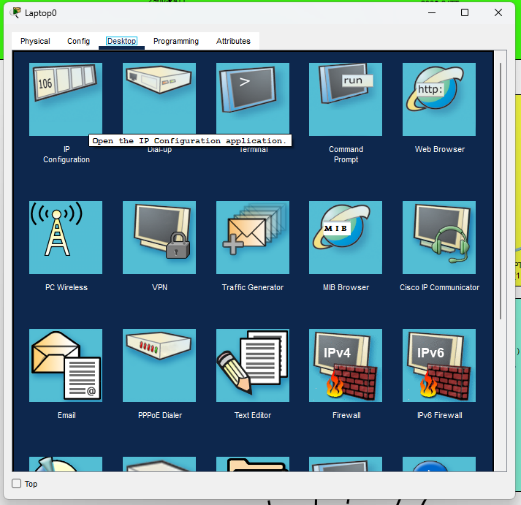 Laptop0
Physical Config Desktop Programming Attributes
106
>
run
http:
Open the IP Configuration application.
IP
Configuration
Dial-up
Terminal
Command
Prompt
Web Browser
MIB
PC Wireless
VPN
Traffic Generator
MIB Browser
Cisco IP Communicator
@
IPv4
IPv6
Email
PPPoE Dialer
Text Editor
Firewall
IPv6 Firewall
Top